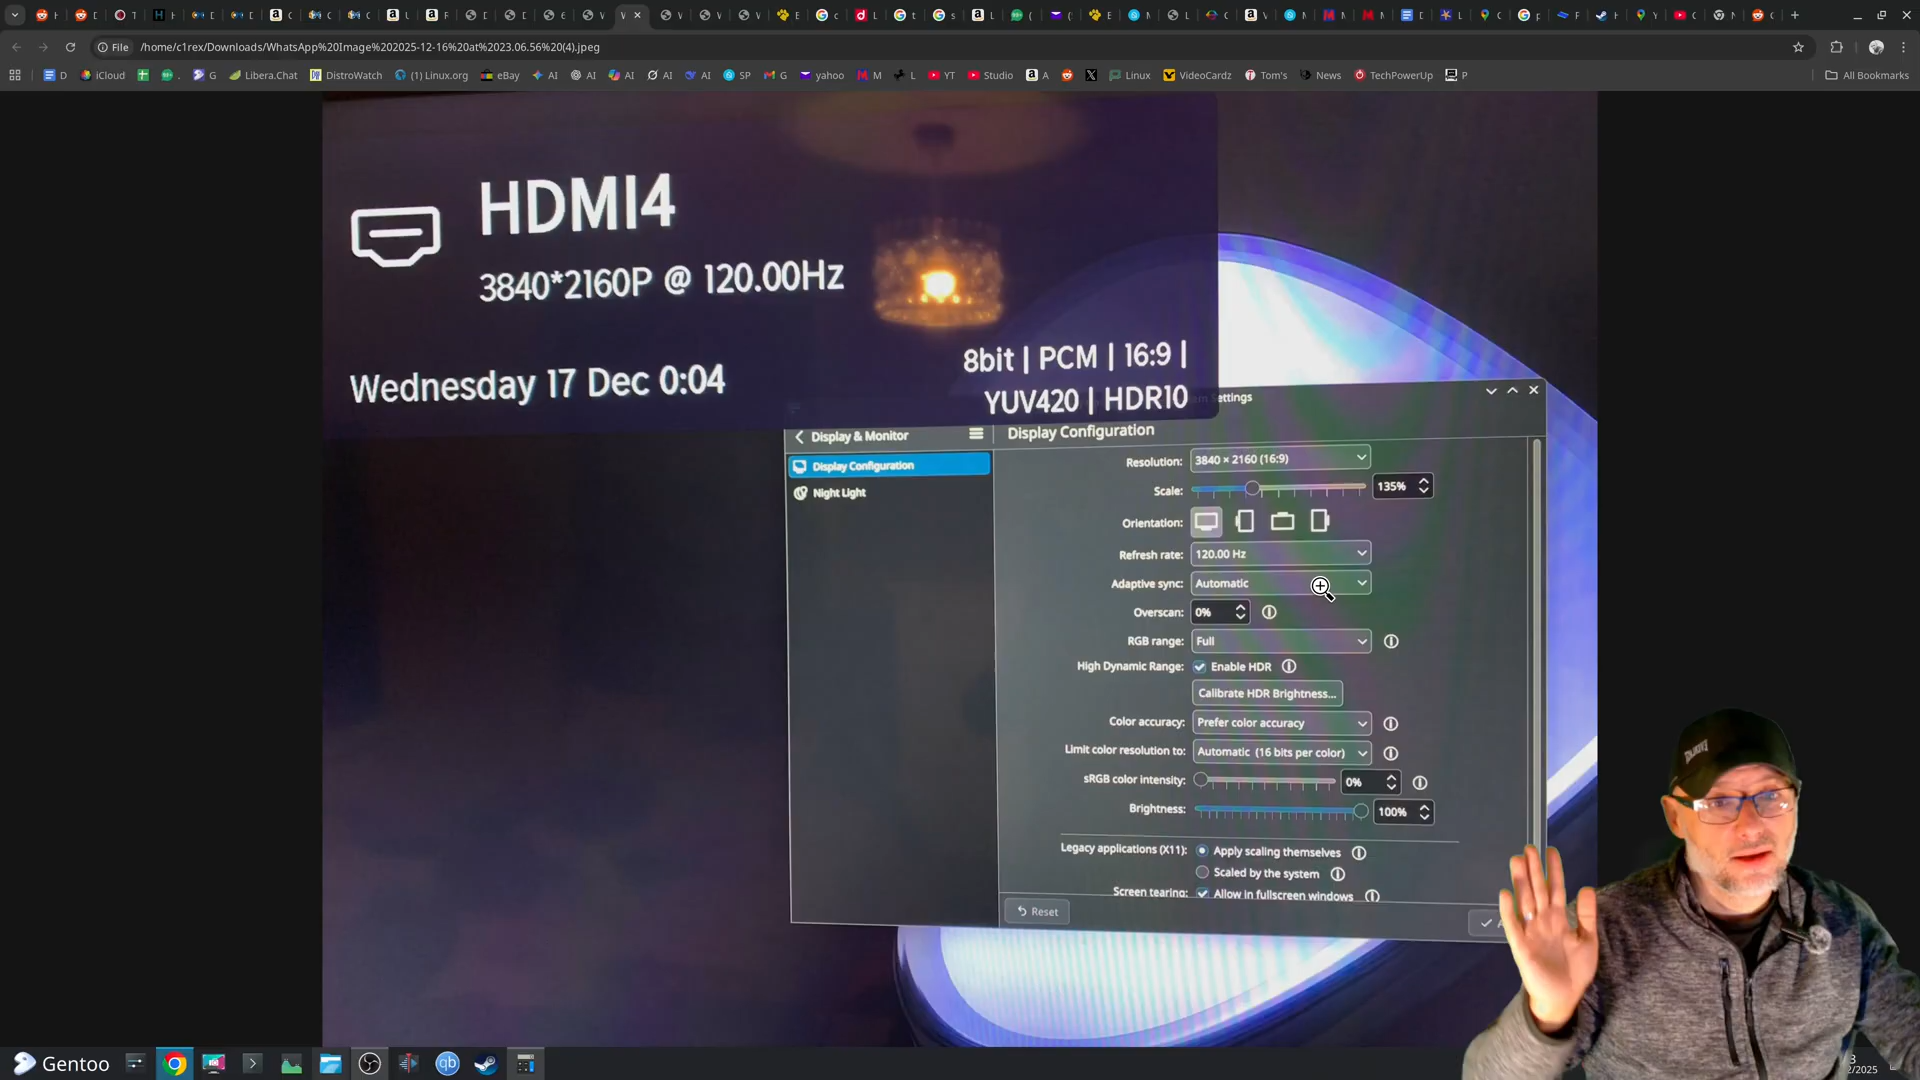 File /home/c1rex/Downloads/WhatsApp%20Image%202025-12-16%20at%2023.06.56%20(4).jpeg
D iCloud G Libera.Chat DistroWatch (1) Linux.org eBay AI AI AI AI AI SP G yahoo M L YT Studio A Linux VideoCardz Tom's News TechPowerUp P All Bookmarks
HDMI4
3840*2160P @ 120.00Hz
Wednesday 17 Dec 0:04
8bit | PCM | 16:9 |
YUV420 | HDR10
Settings
Display & Monitor
Display Configuration
Night Light
Display Configuration
Resolution: 3840 × 2160 (16:9)
Scale: 135%
Orientation:
Refresh rate: 120.00 Hz
Adaptive sync: Automatic
Overscan: 0%
RGB range: Full
High Dynamic Range: Enable HDR
Calibrate HDR Brightness...
Color accuracy: Prefer color accuracy
Limit color resolution to: Automatic (16 bits per color)
sRGB color intensity: 0%
Brightness: 100%
Legacy applications (X11): Apply scaling themselves
Scaled by the system
Screen tearing: Allow in fullscreen windows
Reset
Gentoo